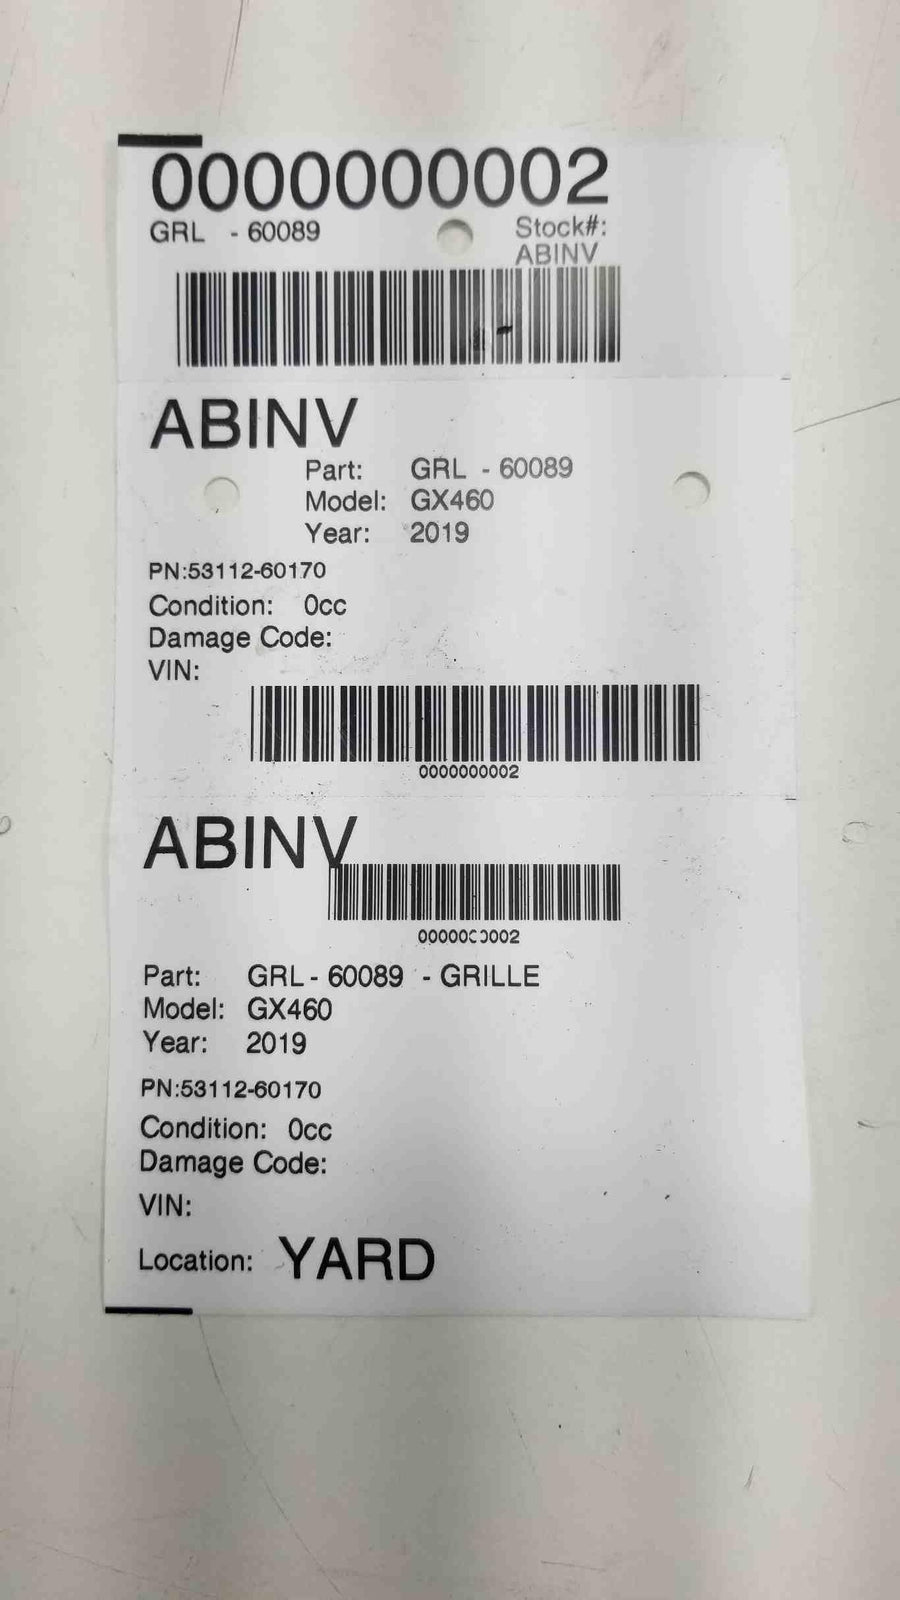 0000000002
GRL - 60089
Stock#:
ABINV
ABINV
Part: GRL - 60089
Model: GX460
Year: 2019
PN:53112-60170
Condition: 0cc
Damage Code:
VIN:
0000000002
ABINV
0000000002
Part: GRL - 60089 - GRILLE
Model: GX460
Year: 2019
PN:53112-60170
Condition: 0cc
Damage Code:
VIN:
Location: YARD